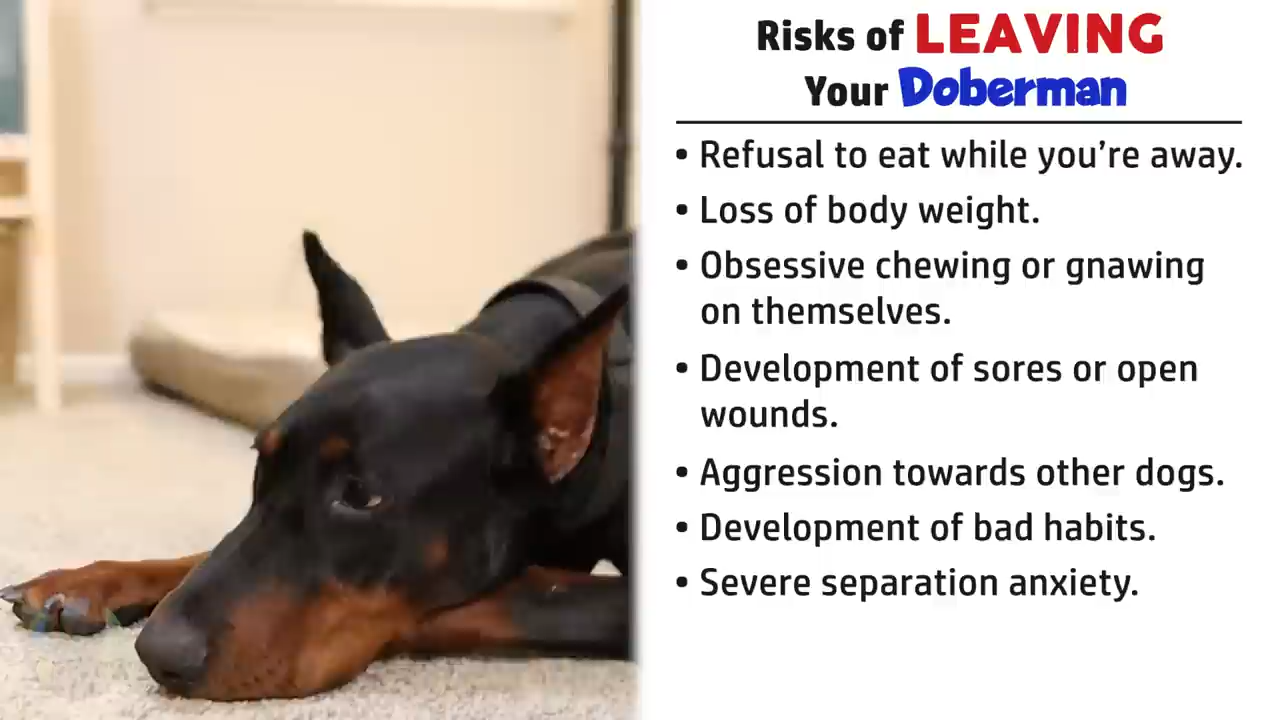 Risks of LEAVING
Your Doberman
• Refusal to eat while you’re away.
• Loss of body weight.
• Obsessive chewing or gnawing
on themselves.
• Development of sores or open
wounds.
• Aggression towards other dogs.
• Development of bad habits.
• Severe separation anxiety.